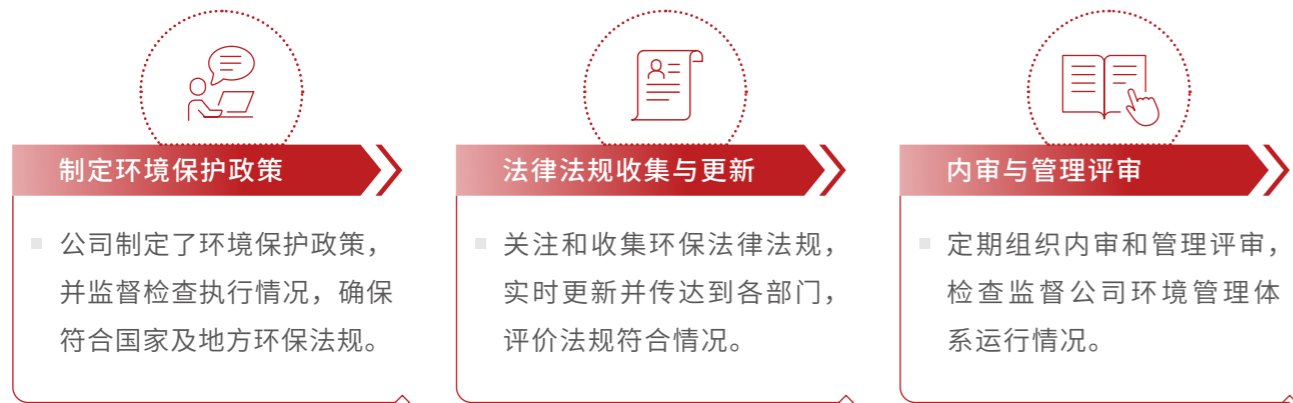 制定环境保护政策
公司制定了环境保护政策，
并监督检查执行情况，确保
符合国家及地方环保法规。
法律法规收集与更新
关注和收集环保法律法规，
实时更新并传达到各部门，
评价法规符合情况。
内审与管理评审
定期组织内审和管理评审，
检查监督公司环境管理体
系运行情况。